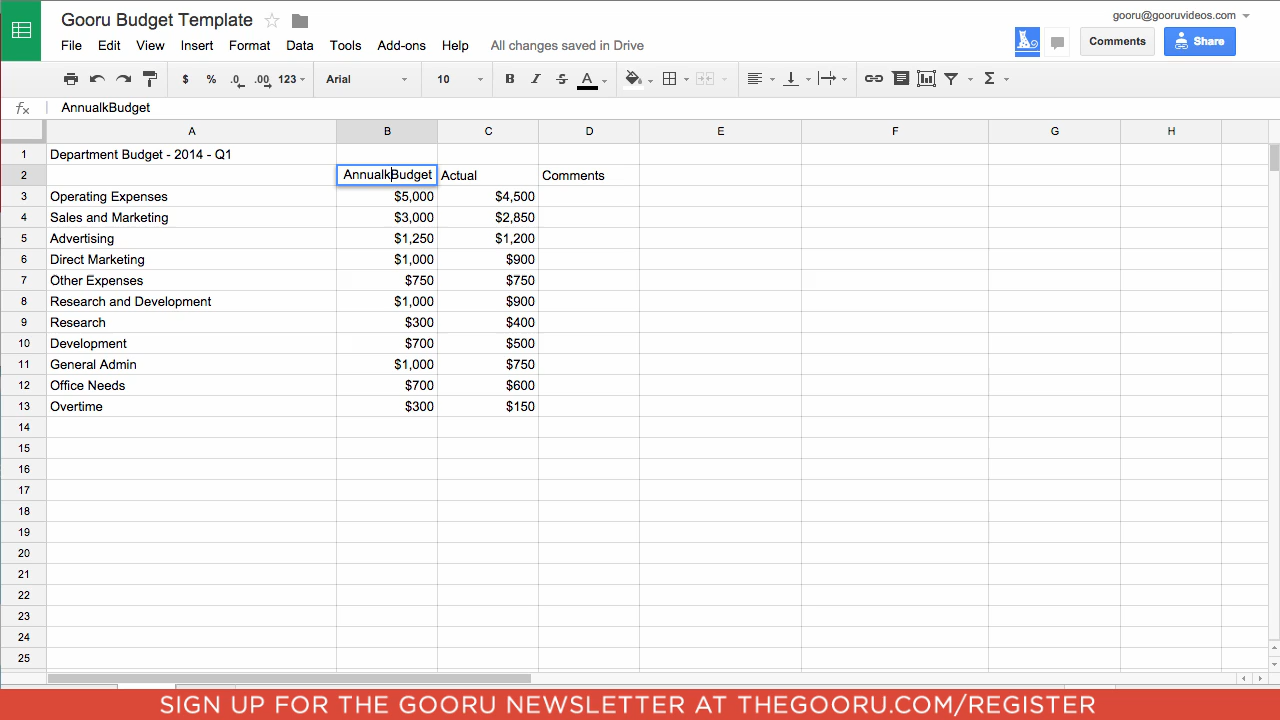 Gooru Budget Template
gooru@gooruvideos.com
File Edit View Insert Format Data Tools Add-ons Help All changes saved in Drive
Comments Share
$ % .0 .00 123 Arial 10 B I S A Σ
fx AnnualkBudget
A B C D E F G H
1 Department Budget - 2014 - Q1
2 AnnualkBudget Actual Comments
3 Operating Expenses $5,000 $4,500
4 Sales and Marketing $3,000 $2,850
5 Advertising $1,250 $1,200
6 Direct Marketing $1,000 $900
7 Other Expenses $750 $750
8 Research and Development $1,000 $900
9 Research $300 $400
10 Development $700 $500
11 General Admin $1,000 $750
12 Office Needs $700 $600
13 Overtime $300 $150
14
15
16
17
18
19
20
21
22
23
24
25
SIGN UP FOR THE GOORU NEWSLETTER AT THEGOORU.COM/REGISTER